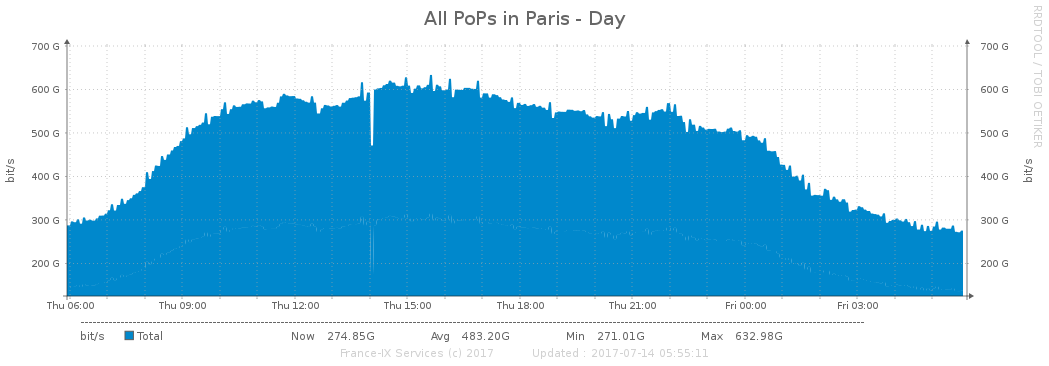 All PoPs in Paris - Day
RRDTOOL / TOBI OETIKER
bit/s
bit/s
700 G 700 G
600 G 600 G
500 G 500 G
400 G 400 G
300 G 300 G
200 G 200 G
Thu 06:00 Thu 09:00 Thu 12:00 Thu 15:00 Thu 18:00 Thu 21:00 Fri 00:00 Fri 03:00
bit/s Total Now 274.85G Avg 483.20G Min 271.01G Max 632.98G
France-IX Services (c) 2017 Updated : 2017-07-14 05:55:11